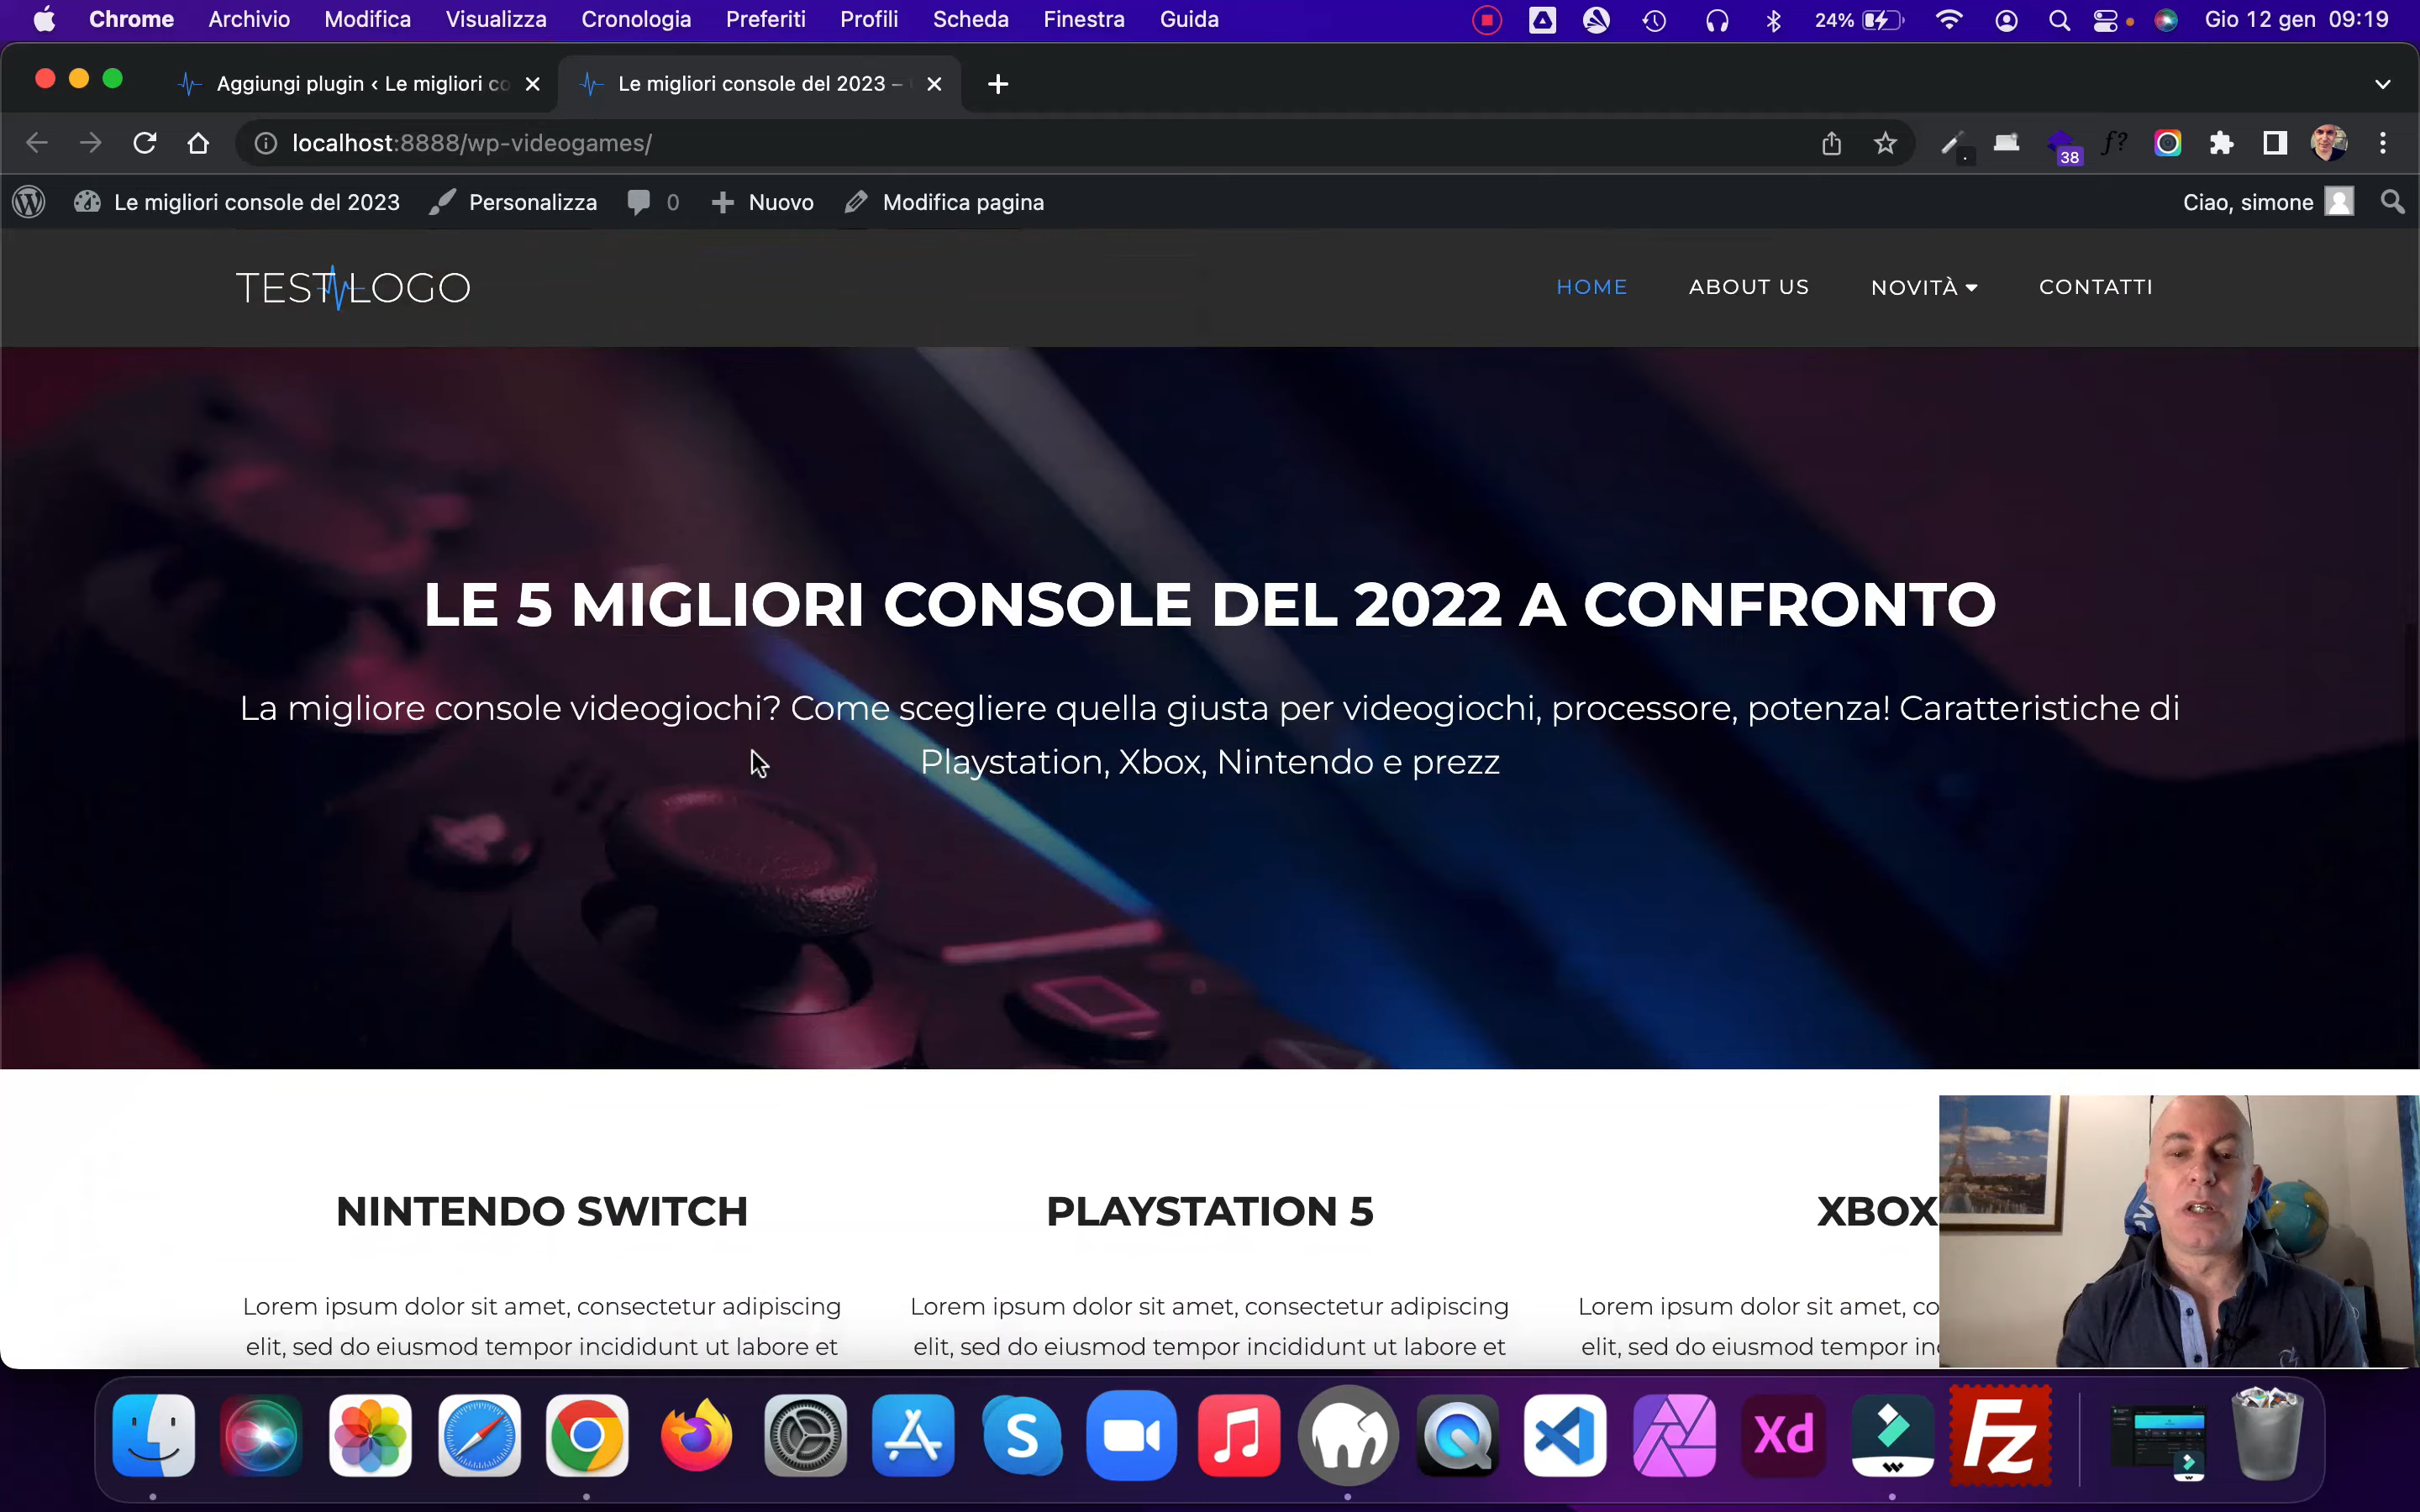 Chrome Archivio Modifica Visualizza Cronologia Preferiti Profili Scheda Finestra Guida 24% Gio 12 gen 09:19
Aggiungi plugin ‹ Le migliori co Le migliori console del 2023 –
localhost:8888/wp-videogames/ f? 38
Le migliori console del 2023 Personalizza 0 Nuovo Modifica pagina Ciao, simone
TEST LOGO HOME ABOUT US NOVITÀ CONTATTI
LE 5 MIGLIORI CONSOLE DEL 2022 A CONFRONTO
La migliore console videogiochi? Come scegliere quella giusta per videogiochi, processore, potenza! Caratteristiche di
Playstation, Xbox, Nintendo e prezz
NINTENDO SWITCH PLAYSTATION 5 XBOX
Lorem ipsum dolor sit amet, consectetur adipiscing Lorem ipsum dolor sit amet, consectetur adipiscing Lorem ipsum dolor sit amet, co
elit, sed do eiusmod tempor incididunt ut labore et elit, sed do eiusmod tempor incididunt ut labore et elit, sed do eiusmod tempor in
S Xd Fz